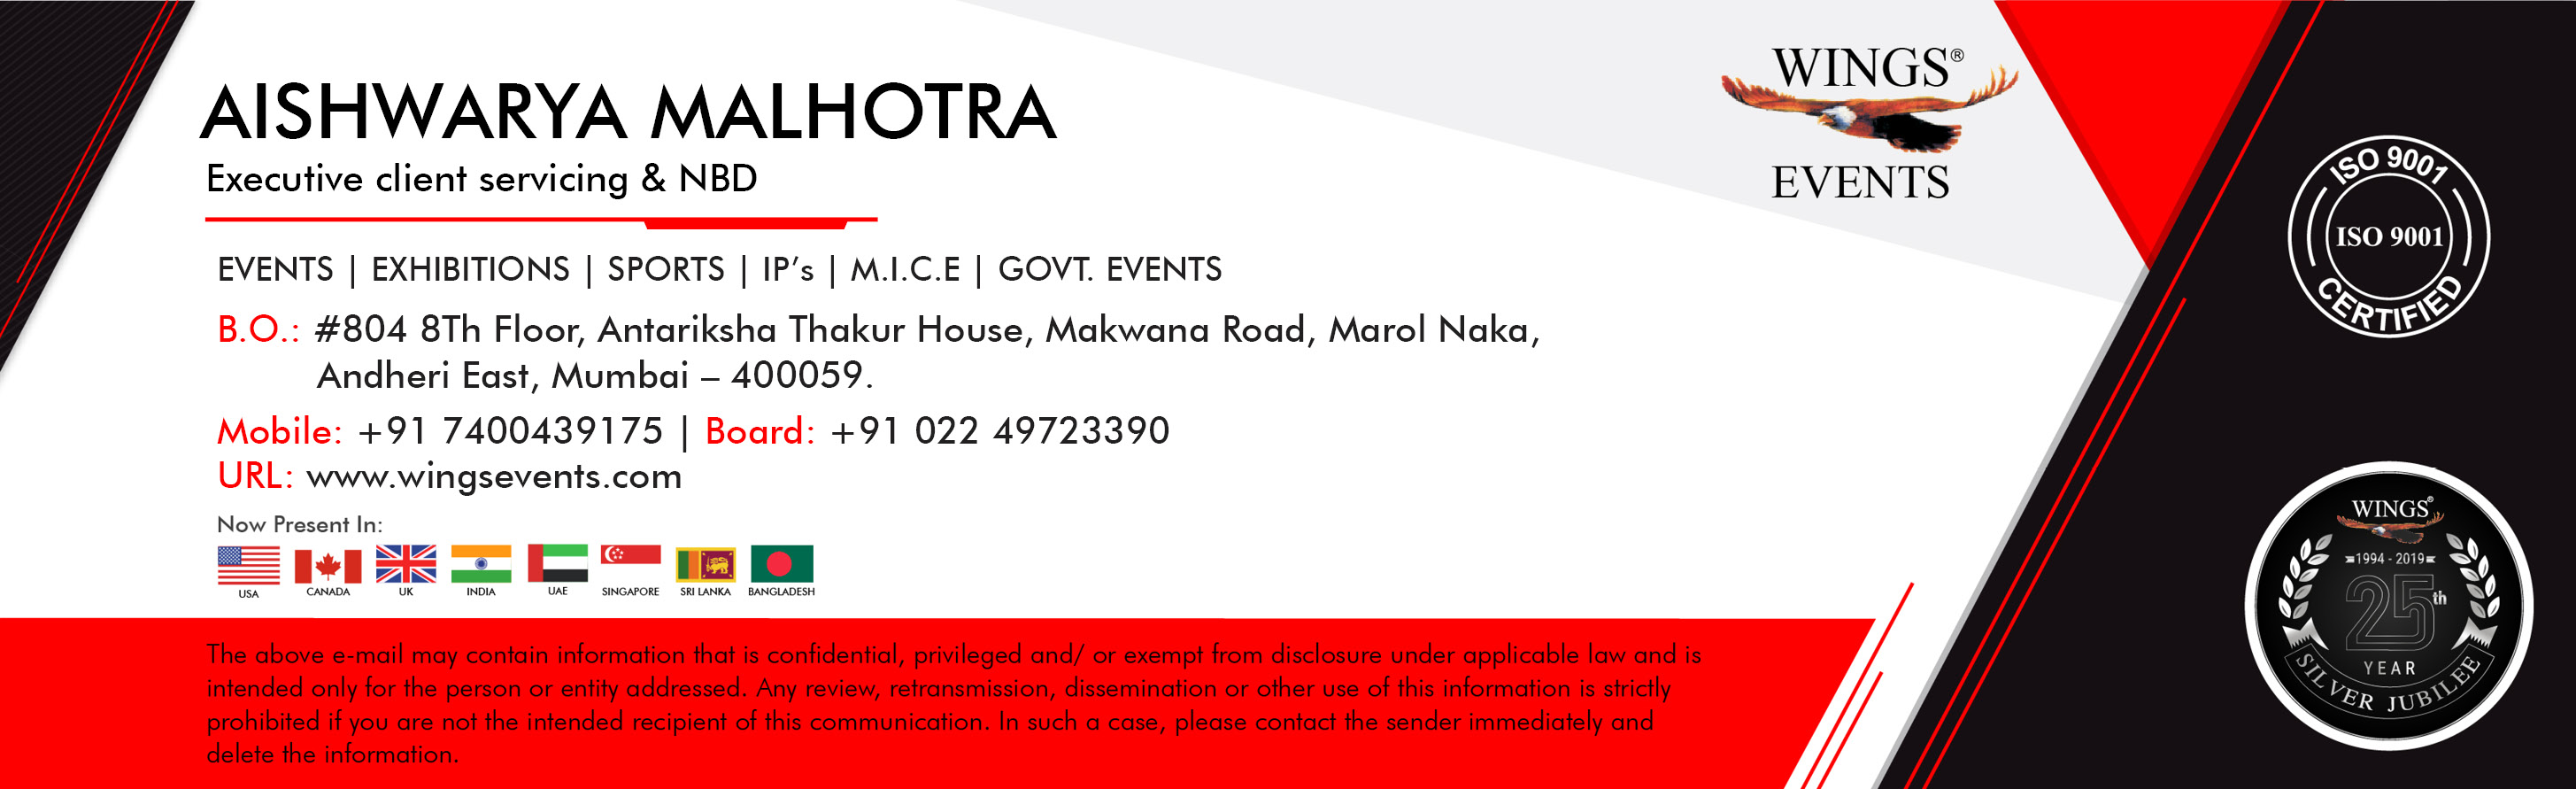 AISHWARYA MALHOTRA
Executive client servicing & NBD
EVENTS | EXHIBITIONS | SPORTS | IP’s | M.I.C.E | GOVT. EVENTS
B.O.: #804 8Th Floor, Antariksha Thakur House, Makwana Road, Marol Naka,
Andheri East, Mumbai – 400059.
Mobile: +91 7400439175 | Board: +91 022 49723390
URL: www.wingsevents.com
Now Present In:
USA CANADA UK INDIA UAE SINGAPORE SRI LANKA BANGLADESH
The above e-mail may contain information that is confidential, privileged and/ or exempt from disclosure under applicable law and is
intended only for the person or entity addressed. Any review, retransmission, dissemination or other use of this information is strictly
prohibited if you are not the intended recipient of this communication. In such a case, please contact the sender immediately and
delete the information.
WINGS®
EVENTS
ISO 9001
ISO 9001
CERTIFIED
WINGS®
1994 - 2019
25th
YEAR
SILVER JUBILEE